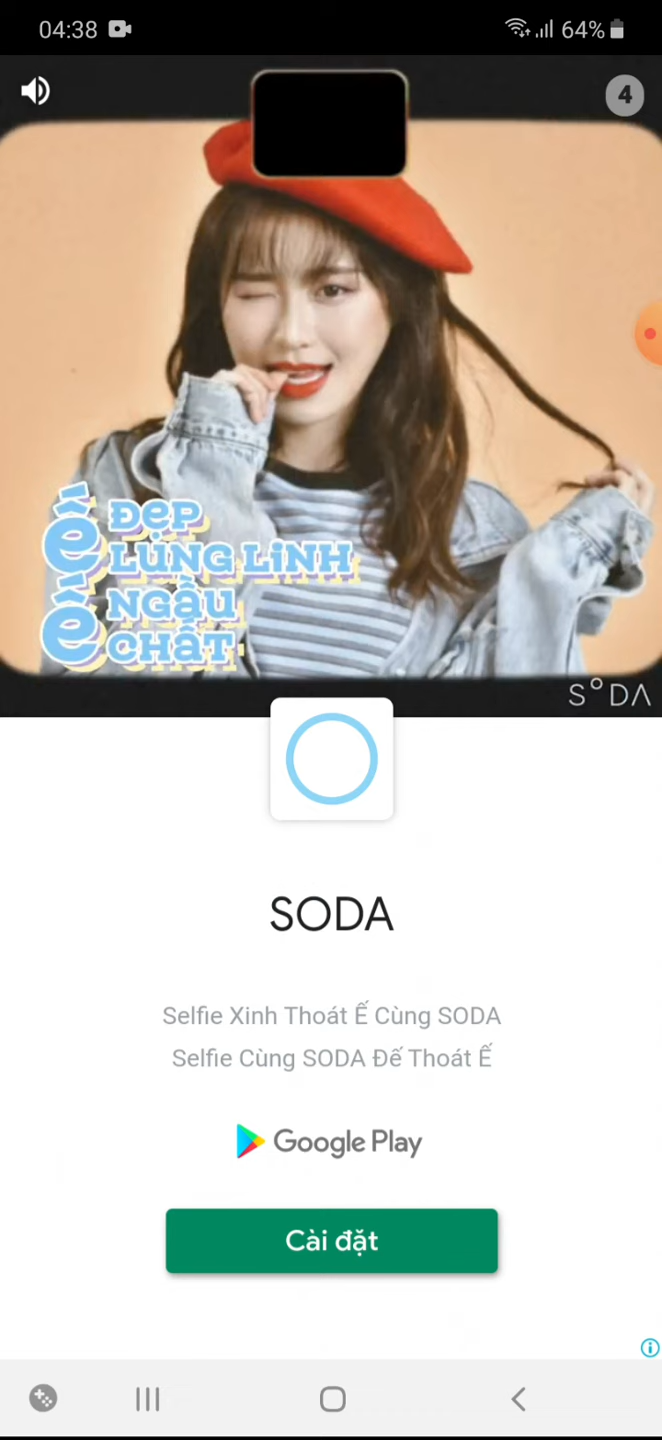 04:38
64%
4
ế ĐẸP
ế LUNG LINH
ế NGẦU
ế CHẤT
SODA
SODA
Selfie Xinh Thoát Ế Cùng SODA
Selfie Cùng SODA Để Thoát Ế
Google Play
Cài đặt